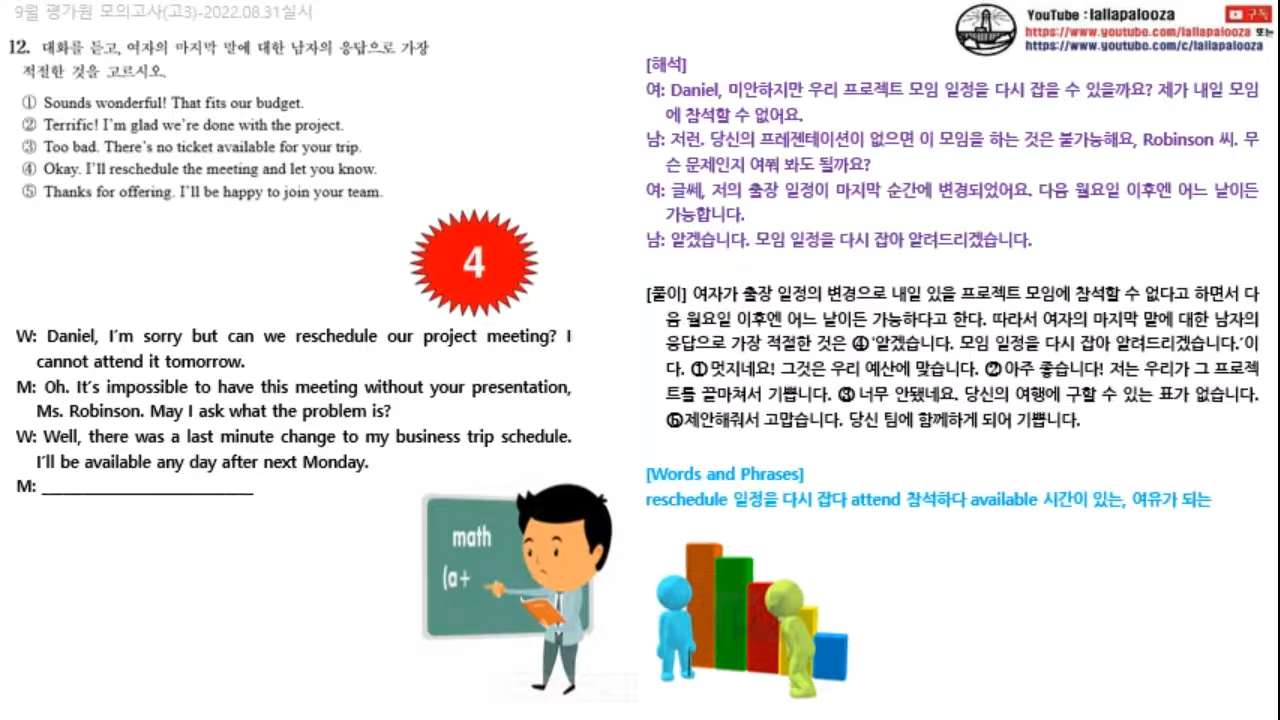 9월 평가원 모의고사(고3)-2022.08.31실시
12. 대화를 듣고, 여자의 마지막 말에 대한 남자의 응답으로 가장
적절한 것을 고르시오.
① Sounds wonderful! That fits our budget.
② Terrific! I'm glad we're done with the project.
③ Too bad. There's no ticket available for your trip.
④ Okay. I'll reschedule the meeting and let you know.
⑤ Thanks for offering. I'll be happy to join your team.
4
W: Daniel, I'm sorry but can we reschedule our project meeting? I
cannot attend it tomorrow.
M: Oh. It's impossible to have this meeting without your presentation,
Ms. Robinson. May I ask what the problem is?
W: Well, there was a last minute change to my business trip schedule.
I'll be available any day after next Monday.
M: _________________________
math
(a+
YouTube : lallapalooza
구독
https://www.youtube.com/lallapalooza 또는
https://www.youtube.com/c/lallapalooza
[해석]
여: Daniel, 미안하지만 우리 프로젝트 모임 일정을 다시 잡을 수 있을까요? 제가 내일 모임
에 참석할 수 없어요.
남: 저런. 당신의 프레젠테이션이 없으면 이 모임을 하는 것은 불가능해요, Robinson 씨. 무
슨 문제인지 여쭤 봐도 될까요?
여: 글쎄, 저의 출장 일정이 마지막 순간에 변경되었어요. 다음 월요일 이후엔 어느 날이든
가능합니다.
남: 알겠습니다. 모임 일정을 다시 잡아 알려드리겠습니다.
[풀이] 여자가 출장 일정의 변경으로 내일 있을 프로젝트 모임에 참석할 수 없다고 하면서 다
음 월요일 이후엔 어느 날이든 가능하다고 한다. 따라서 여자의 마지막 말에 대한 남자의
응답으로 가장 적절한 것은 ④ '알겠습니다. 모임 일정을 다시 잡아 알려드리겠습니다.'이
다. ① 멋지네요! 그것은 우리 예산에 맞습니다. ② 아주 좋습니다! 저는 우리가 그 프로젝
트를 끝마쳐서 기쁩니다. ③ 너무 안됐네요. 당신의 여행에 구할 수 있는 표가 없습니다.
⑤ 제안해줘서 고맙습니다. 당신 팀에 함께하게 되어 기쁩니다.
[Words and Phrases]
reschedule 일정을 다시 잡다 attend 참석하다 available 시간이 있는, 여유가 되는